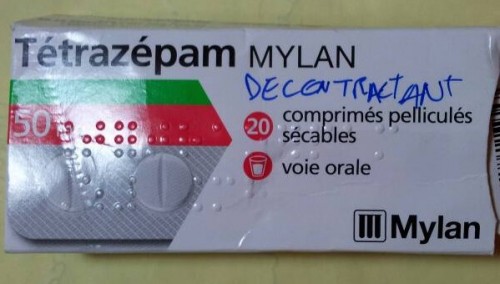 Tétrazépam MYLAN
DECONTRACTANT
50
20 comprimés pelliculés
sécables
voie orale
Mylan